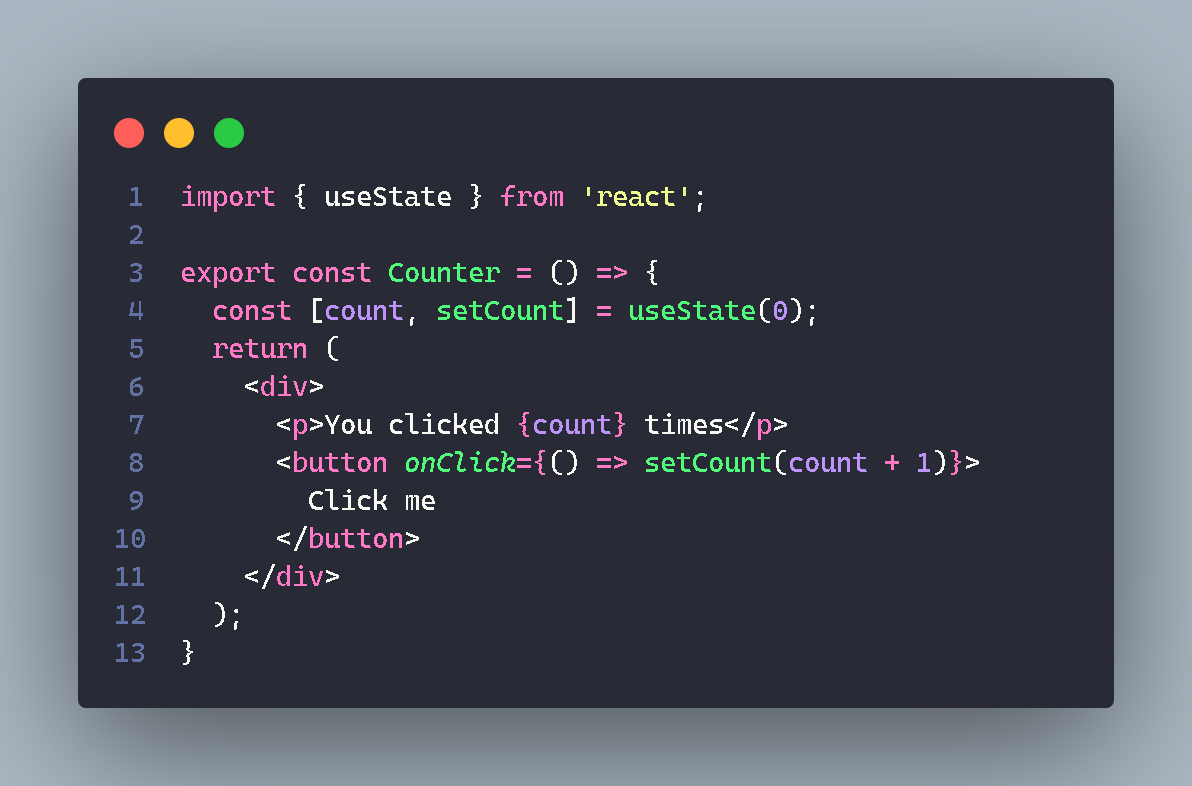 1 import { useState } from 'react';
2
3 export const Counter = () => {
4   const [count, setCount] = useState(0);
5   return (
6     <div>
7       <p>You clicked {count} times</p>
8       <button onClick={() => setCount(count + 1)}>
9         Click me
10       </button>
11     </div>
12   );
13 }